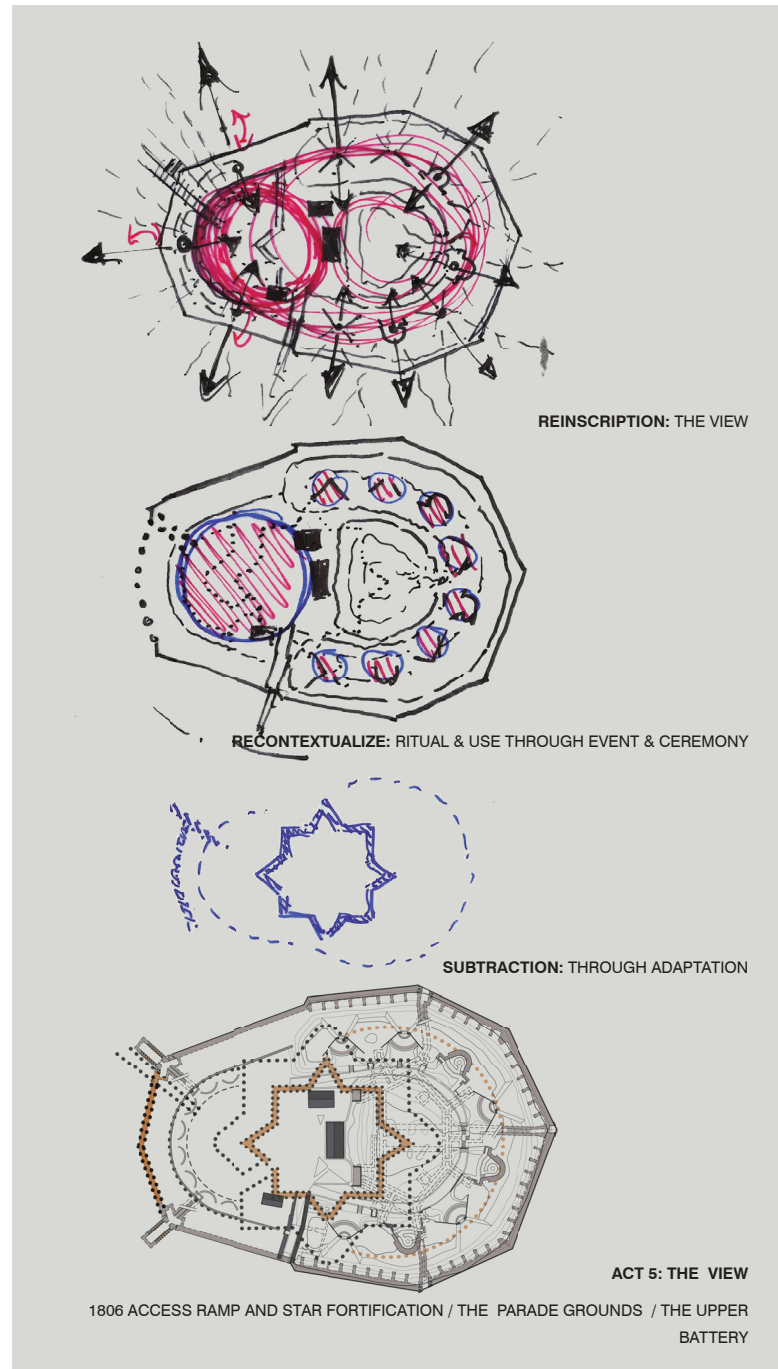 REINSCRIPTION: THE VIEW
RECONTEXTUALIZE: RITUAL & USE THROUGH EVENT & CEREMONY
SUBTRACTION: THROUGH ADAPTATION
ACT 5: THE VIEW
1806 ACCESS RAMP AND STAR FORTIFICATION / THE PARADE GROUNDS / THE UPPER
BATTERY